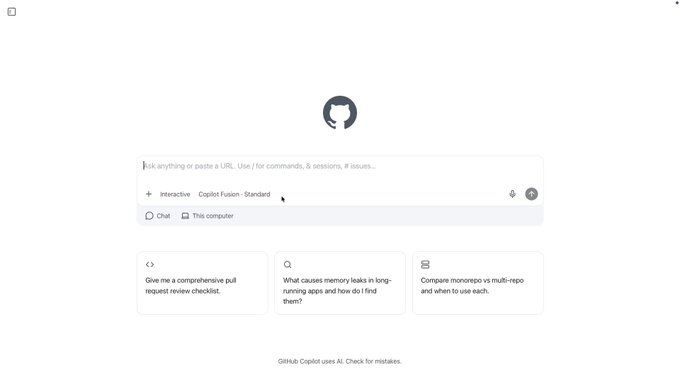 Ask anything or paste a URL. Use / for commands, & sessions, # issues...
Interactive Copilot Fusion - Standard
Chat This computer
Give me a comprehensive pull
request review checklist.
What causes memory leaks in long-
running apps and how do I find
them?
Compare monorepo vs multi-repo
and when to use each.
GitHub Copilot uses AI. Check for mistakes.